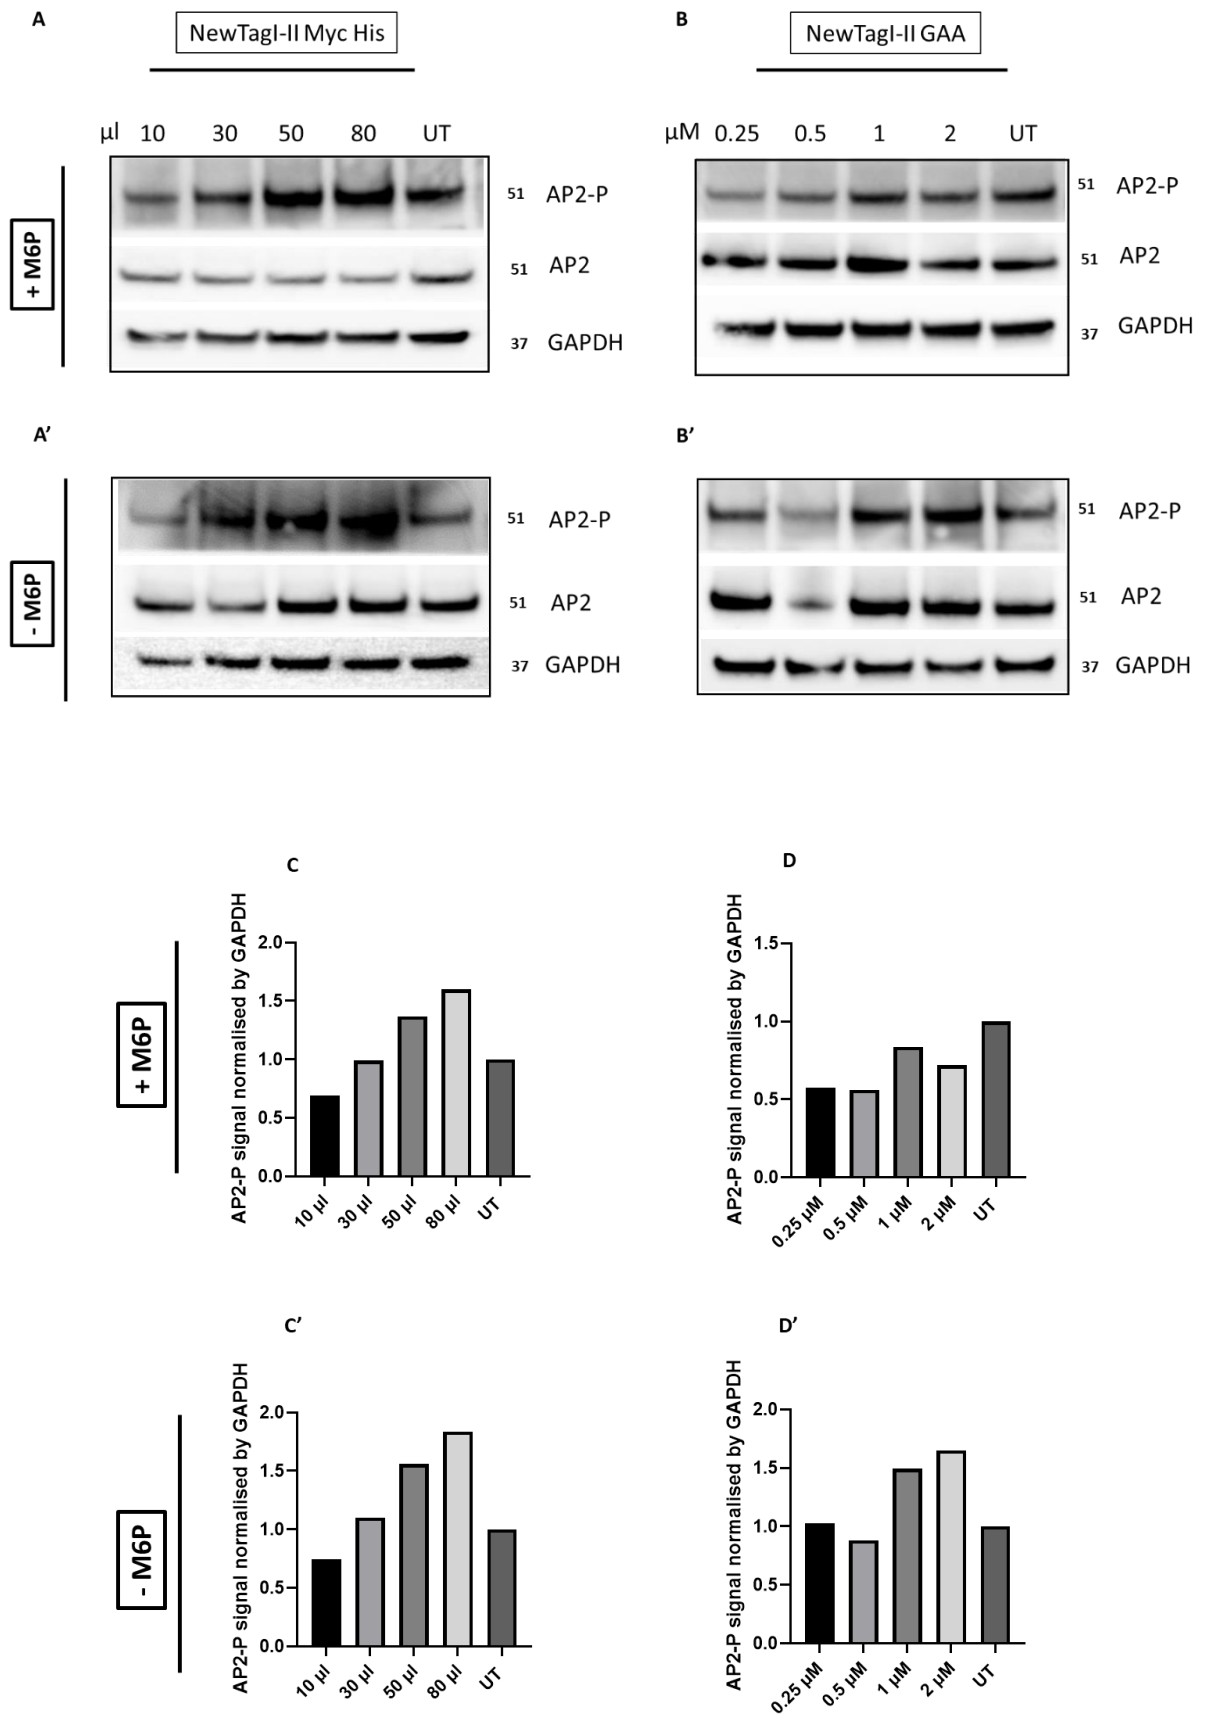 A
NewTagI-II Myc His
µl 10 30 50 80 UT
+ M6P
51 AP2-P
51 AP2
37 GAPDH
B
NewTagI-II GAA
µM 0.25 0.5 1 2 UT
51 AP2-P
51 AP2
37 GAPDH
A’
- M6P
51 AP2-P
51 AP2
37 GAPDH
B’
51 AP2-P
51 AP2
37 GAPDH
C
+ M6P
AP2-P signal normalised by GAPDH
2.0
1.5
1.0
0.5
0.0
10 µl 30 µl 50 µl 80 µl UT
D
AP2-P signal normalised by GAPDH
1.5
1.0
0.5
0.0
0.25 µM 0.5 µM 1 µM 2 µM UT
C’
- M6P
AP2-P signal normalised by GAPDH
2.0
1.5
1.0
0.5
0.0
10 µl 30 µl 50 µl 80 µl UT
D’
AP2-P signal normalised by GAPDH
2.0
1.5
1.0
0.5
0.0
0.25 µM 0.5 µM 1 µM 2 µM UT